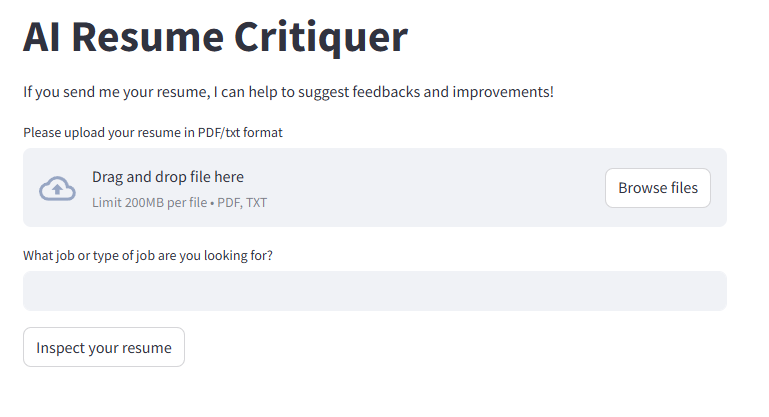 AI Resume Critiquer
If you send me your resume, I can help to suggest feedbacks and improvements!
Please upload your resume in PDF/txt format
Drag and drop file here
Limit 200MB per file • PDF, TXT
Browse files
What job or type of job are you looking for?
Inspect your resume